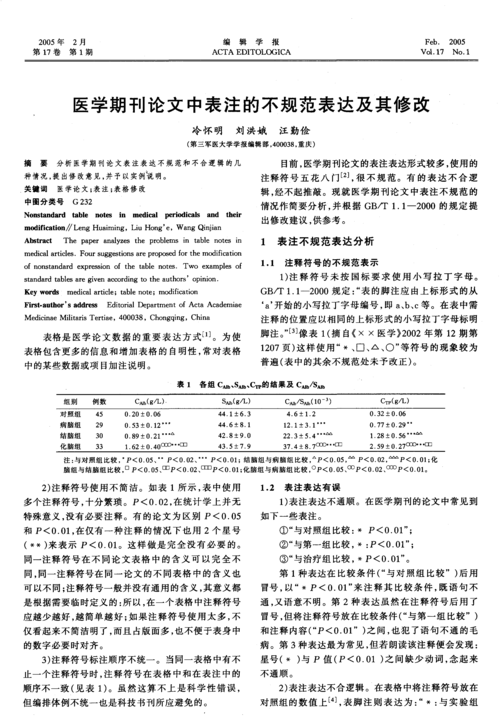 2005年 2月
第17卷 第1期
编 辑 学 报
ACTA EDITOLOGICA
Feb. 2005
Vol.17 No.1
医学期刊论文中表注的不规范表达及其修改
冷怀明 刘洪娥 汪勤俭
(第三军医大学学报编辑部,400038,重庆)
摘 要 分析医学期刊论文表注表达不规范和不合逻辑的几
种情况,提出修改意见,并予以实例说明。
关键词 医学论文;表注;表格修改
中图分类号 G 232
Nonstandard table notes in medical periodicals and their
modification//Leng Huaiming, Liu Hong'e, Wang Qinjian
Abstract The paper analyzes the problems in table notes in
medical articles. Four suggestions are proposed for the modification
of nonstandard expression of the table notes. Two examples of
standard tables are given according to the authors' opinion.
Key words medical article; table note; modification
First-author's address Editorial Department of Acta Academiae
Medicinae Militaris Tertiae, 400038, Chongqing, China
表格是医学论文数据的重要表达方式[1]。为使
表格包含更多的信息和增加表格的自明性,常对表格
中的某些数据或项目加注说明。
目前,医学期刊论文的表注表达形式较多,使用的
注释符号五花八门[2],很不规范。有的表达不合逻
辑,经不起推敲。现就医学期刊论文中表注不规范的
情况作简要分析,并根据 GB/T 1.1—2000 的规定提
出修改建议,供参考。
1 表注不规范表达分析
1.1 注释符号的不规范表示
1)注释符号未按国标要求使用小写拉丁字母。
GB/T 1.1—2000 规定:“表的脚注应由上标形式的从
‘a’开始的小写拉丁字母编号,即 a、b、c 等。在表中需
注释的位置应以相同的上标形式的小写拉丁字母标明
脚注。”[3]像表 1(摘自《××医学》2002 年第 12 期第
1207 页)这样使用“*、□、△、○”等符号的现象较为
普遍(表中的其余不规范处未予改正)。
表 1 各组 CAlb、SAlb、CTP的结果及 CAlb/SAlb
组别 例数 CAlb(g/L) SAlb(g/L) CAlb/SAlb(10⁻³) CTP(g/L)
对照组 45 0.20±0.06 44.1±6.3 4.6±1.2 0.32±0.06
病脑组 29 0.53±0.12*** 44.6±8.1 12.1±3.1*** 0.77±0.29**
结脑组 30 0.89±0.21**△ 42.8±9.0 22.3±5.4***△△ 1.28±0.56***△△
化脑组 33 1.62±0.40 43.5±7.9 37.4±8.7 2.59±0.27
注:与对照组比较,*P<0.05,** P<0.02,*** P<0.01;结脑组与病脑组比较,△P<0.05,△△ P<0.02,△△△P<0.01;化
脑组与结脑组比较,□ P<0.05,□□ P<0.02,□□□ P<0.01;化脑组与病脑组比较,○P<0.05,○○P<0.02,○○○P<0.01。
2)注释符号使用不简洁。如表 1 所示,表中使用
多个注释符号,十分繁琐。P<0.02,在统计学上并无
特殊意义,没有必要注释。有的论文为区别 P<0.05
和 P<0.01,在仅有一种注释的情况下也用 2 个星号
(**)来表示 P<0.01。这样做是完全没有必要的。
同一注释符号在不同论文表格中的含义可以完全不
同,同一注释符号在同一论文的不同表格中的含义也
可以不同;注释符号一般并没有通用的含义,其意义都
是根据需要临时定义的;所以,在一个表格中注释符号
应越少越好,越简单越好;如果注释符号使用太多,不
仅看起来不简洁明了,而且占版面多,也不便于表身中
的数字必要时对齐。
3)注释符号标注顺序不统一。当同一表格中有不
止一个注释符号时,注释符号在表格中和在表注中的
顺序不一致(见表 1)。虽然这算不上是科学性错误,
但编排体例不统一也是科技书刊所应避免的。
1.2 表注表达有误
1)表注表达不通顺。在医学期刊的论文中常见到
如下一些表注。
①“与对照组比较:* P<0.01”;
②“与第一组比较,*:P<0.01”;
③“与治疗组比较,*P<0.01”。
第 1 种表达在比较条件(“与对照组比较”)后用
冒号,以“* P<0.01”来注释其比较条件,既语句不
通,又语意不明。第 2 种表达虽然在注释符号后用了
冒号,但将注释符号放在比较条件(“与第一组比较”)
和注释内容(“P<0.01”)之间,也犯了语句不通的毛
病。第 3 种表达最为常见,但若朗读该注释便会发现:
星号(*)与 P 值(P<0.01)之间缺少动词,念起来
不通顺。
2)表注表达不合逻辑。在表格中将注释符放在
对照组的数值上[4],表脚注则表达为:“*:与实验组